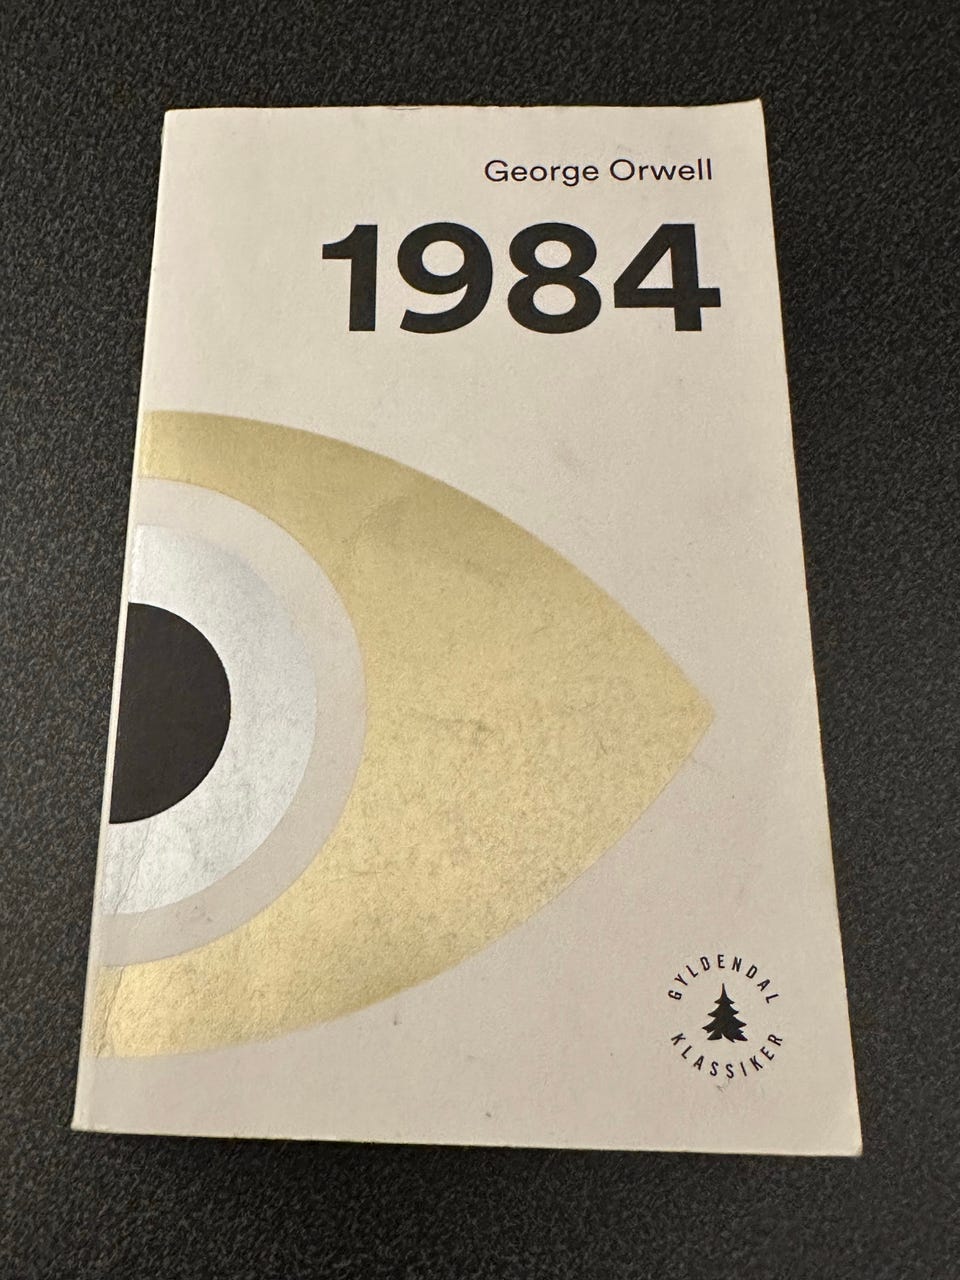 George Orwell
1984
GYLDENDAL
KLASSIKER